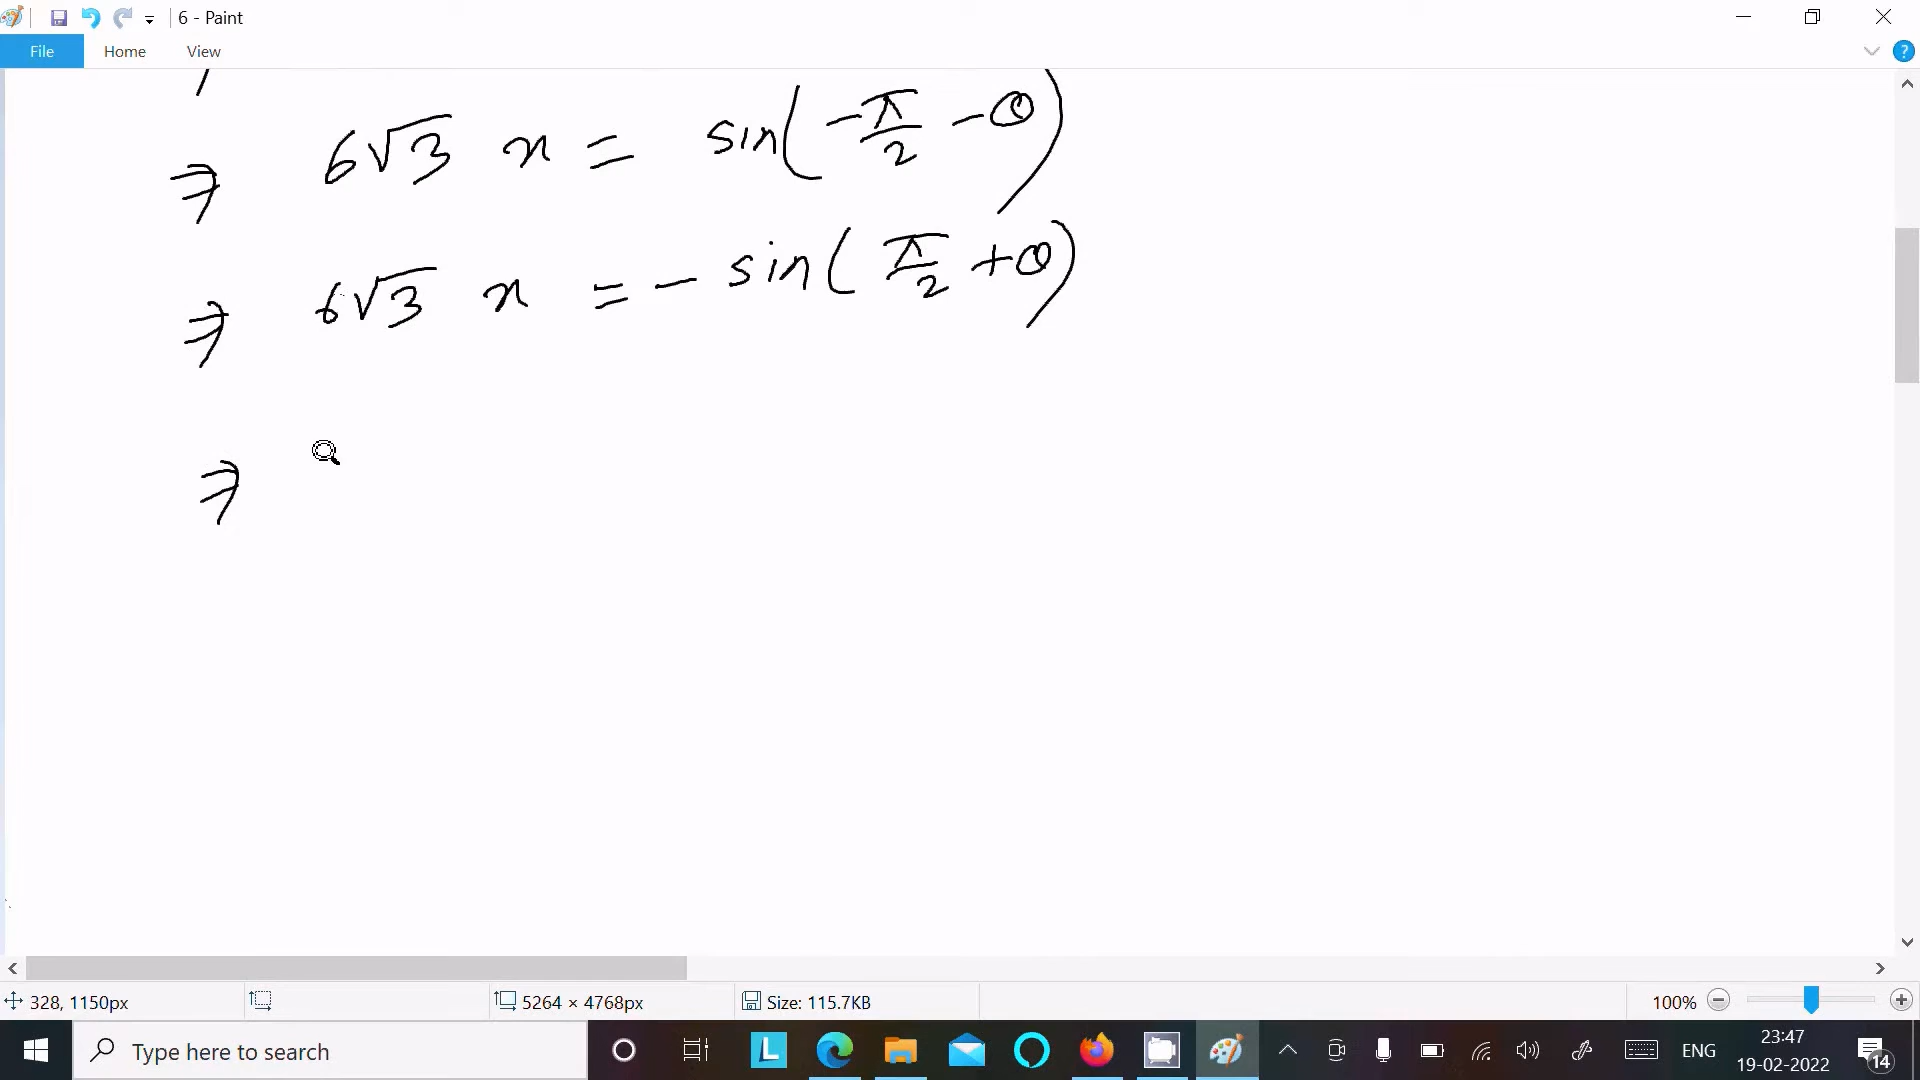 6 - Paint
File Home View
⇒ 6√3 x = sin(-π/2 - θ)
⇒ 6√3 x = - sin(π/2 + θ)
⇒
328, 1150px 5264 × 4768px Size: 115.7KB 100%
Type here to search L ENG 23:47
19-02-2022 14